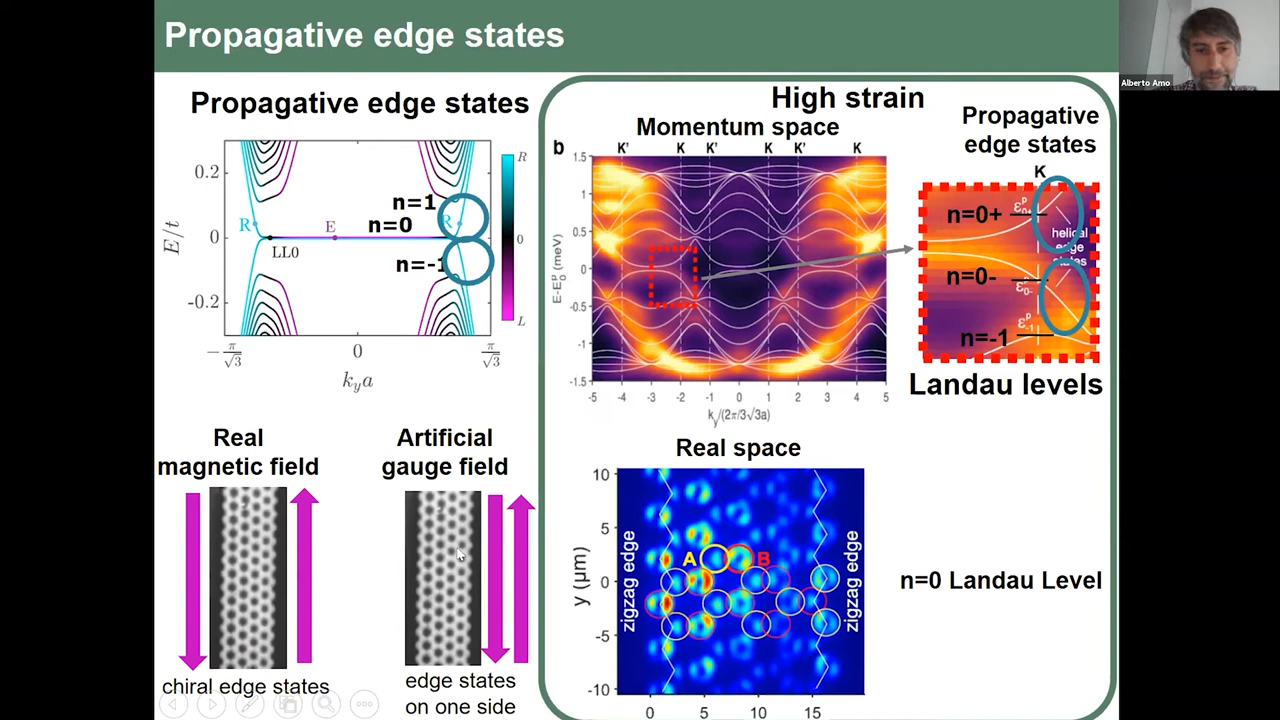 Propagative edge states
Alberto Amo
Propagative edge states
0.2
0
-0.2
E/t
R
E
R
LL0
n=1
n=0
n=-1
R
0
L
-π/√3
0
π/√3
k_y a
Real
magnetic field
chiral edge states
Artificial
gauge field
edge states
on one side
High strain
Momentum space
b
K'
K
K'
K
K'
K
1.5
1
0.5
0
-0.5
-1
-1.5
-5
-4
-3
-2
-1
0
1
2
3
4
5
k_y/(2π/3√3a)
Propagative
edge states
K
n=0+
helical
edge
states
n=0-
n=-1
Landau levels
Real space
10
5
0
-5
-10
y (μm)
zigzag edge
A
B
zigzag edge
0
5
10
15
n=0 Landau Level